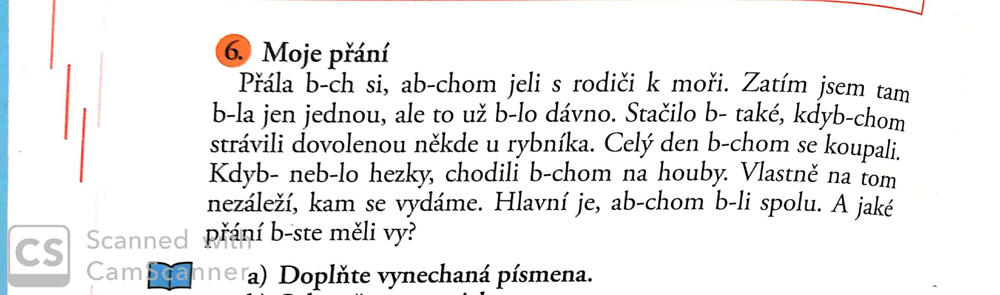 6. Moje přání
Přála b-ch si, ab-chom jeli s rodiči k moři. Zatím jsem tam
b-la jen jednou, ale to už b-lo dávno. Stačilo b- také, kdyb-chom
strávili dovolenou někde u rybníka. Celý den b-chom se koupali.
Kdyb- neb-lo hezky, chodili b-chom na houby. Vlastně na tom
nezáleží, kam se vydáme. Hlavní je, ab-chom b-li spolu. A jaké
přání b-ste měli vy?
CS Scanned with
CamScanner
a) Doplňte vynechaná písmena.